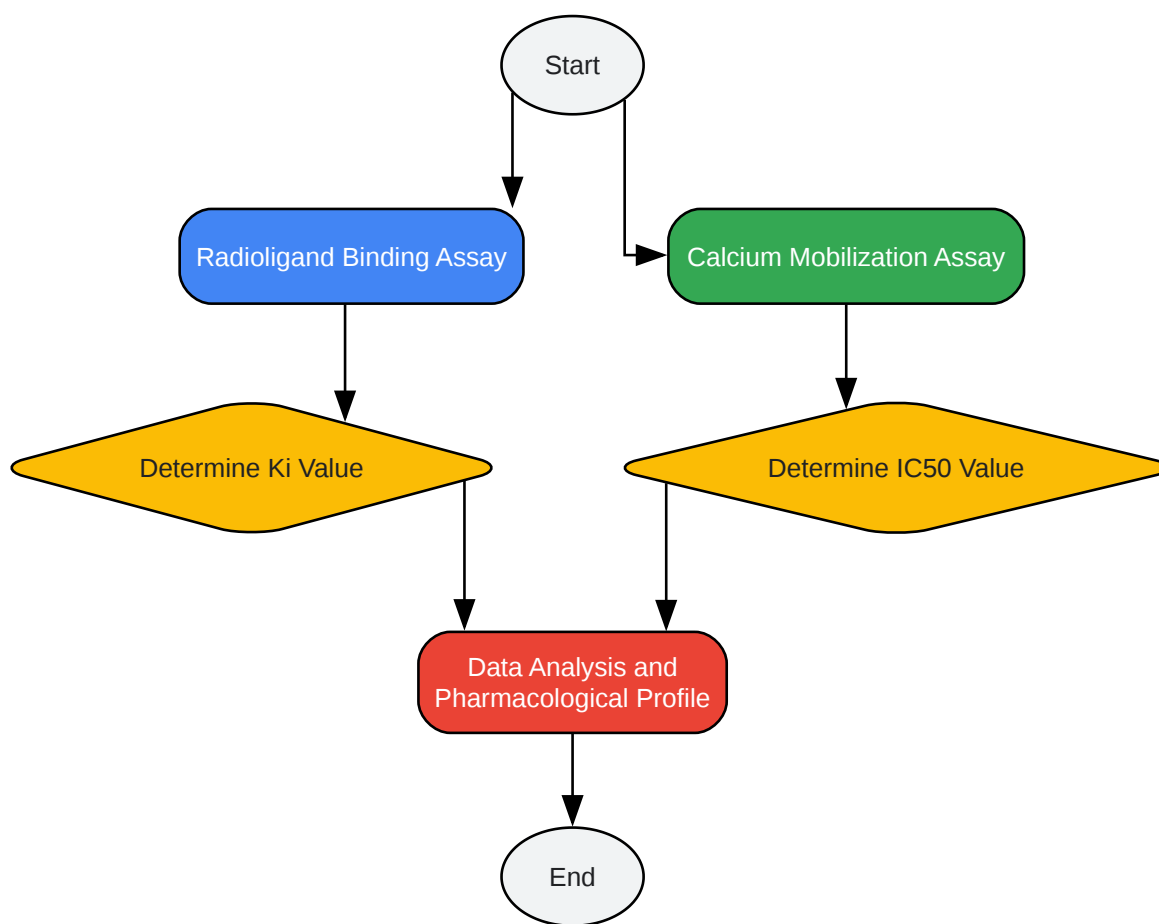 Start
Radioligand Binding Assay
Calcium Mobilization Assay
Determine Ki Value
Determine IC50 Value
Data Analysis and
Pharmacological Profile
End